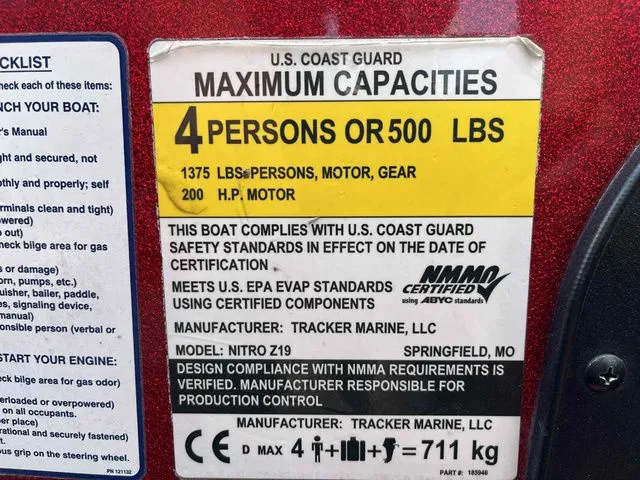 CKLIST
check each of these items:
NCH YOUR BOAT:
r's Manual
ght and secured, not
othly and properly; self
rminals clean and tight)
wered)
o out)
heck bilge area for gas
s or damage)
orn, pumps, etc.)
uisher, bailer, paddle,
es, signaling device,
manual)
onsible person (verbal or
START YOUR ENGINE:
eck bilge area for gas odor)
erloaded or overpowered)
on all occupants.
er place)
rational and securely fastened)
t.
ous grip on the steering wheel.
PN 121132
U.S. COAST GUARD
MAXIMUM CAPACITIES
4 PERSONS OR 500 LBS
1375 LBS. PERSONS, MOTOR, GEAR
200 H.P. MOTOR
THIS BOAT COMPLIES WITH U.S. COAST GUARD
SAFETY STANDARDS IN EFFECT ON THE DATE OF
CERTIFICATION
MEETS U.S. EPA EVAP STANDARDS
USING CERTIFIED COMPONENTS
NMMA
CERTIFIED
using ABYC standards
MANUFACTURER: TRACKER MARINE, LLC
MODEL: NITRO Z19 SPRINGFIELD, MO
DESIGN COMPLIANCE WITH NMMA REQUIREMENTS IS
VERIFIED. MANUFACTURER RESPONSIBLE FOR
PRODUCTION CONTROL
MANUFACTURER: TRACKER MARINE, LLC
CE D MAX 4 + + = 711 kg
PART #: 185946